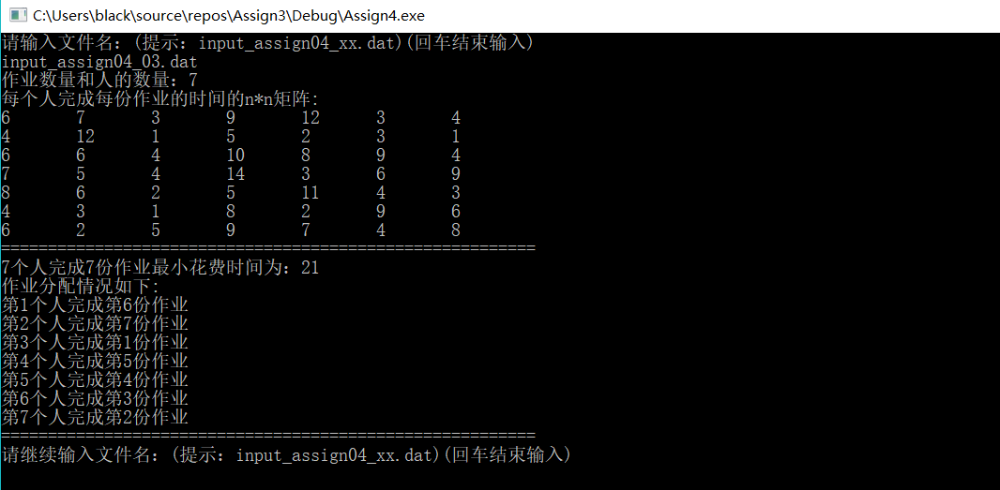 C:\Users\black\source\repos\Assign3\Debug\Assign4.exe
请输入文件名：(提示：input_assign04_xx.dat)(回车结束输入)
input_assign04_03.dat
作业数量和人的数量：7
每个人完成每份作业的时间的n*n矩阵:
6 7 3 9 12 3 4
4 12 1 5 2 3 1
6 6 4 10 8 9 4
7 5 4 14 3 6 9
8 6 2 5 11 4 3
4 3 1 8 2 9 6
6 2 5 9 7 4 8
=========================================================
7个人完成7份作业最小花费时间为：21
作业分配情况如下:
第1个人完成第6份作业
第2个人完成第7份作业
第3个人完成第1份作业
第4个人完成第5份作业
第5个人完成第4份作业
第6个人完成第3份作业
第7个人完成第2份作业
=========================================================
请继续输入文件名：(提示：input_assign04_xx.dat)(回车结束输入)